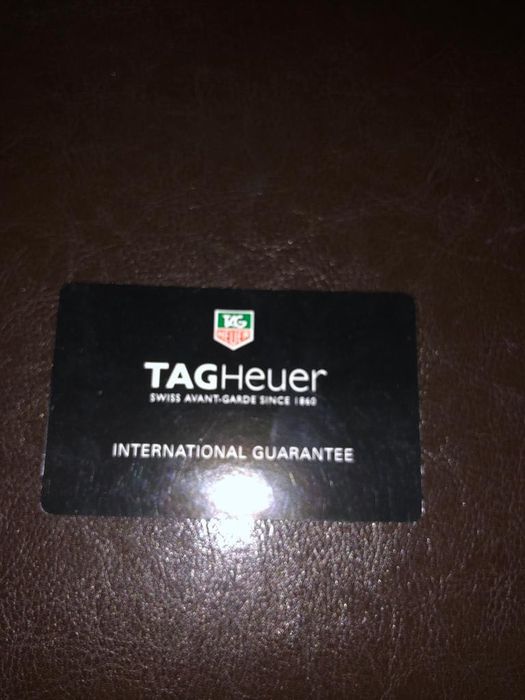 TAG
HEUER
TAGHeuer
SWISS AVANT-GARDE SINCE 1860
INTERNATIONAL GUARANTEE